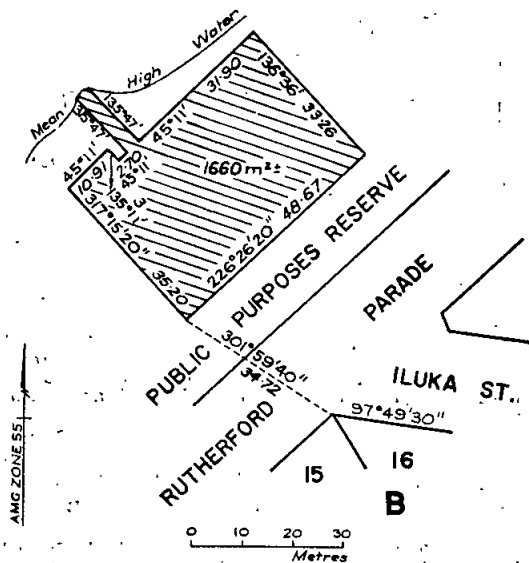 Mean High Water
135°47'
135°47'
45°11'
31·90
136°36'
33·26
45°11'
10·91
2·70
45°11'
135°11'
3
1660m²±
317°15'20"
35·20
226°26'20" 48·67
PUBLIC PURPOSES RESERVE
301°59'40"
34·72
RUTHERFORD PARADE
ILUKA ST.
97°49'30"
15
16
B
AMG ZONE 55
0 10 20 30
Metres